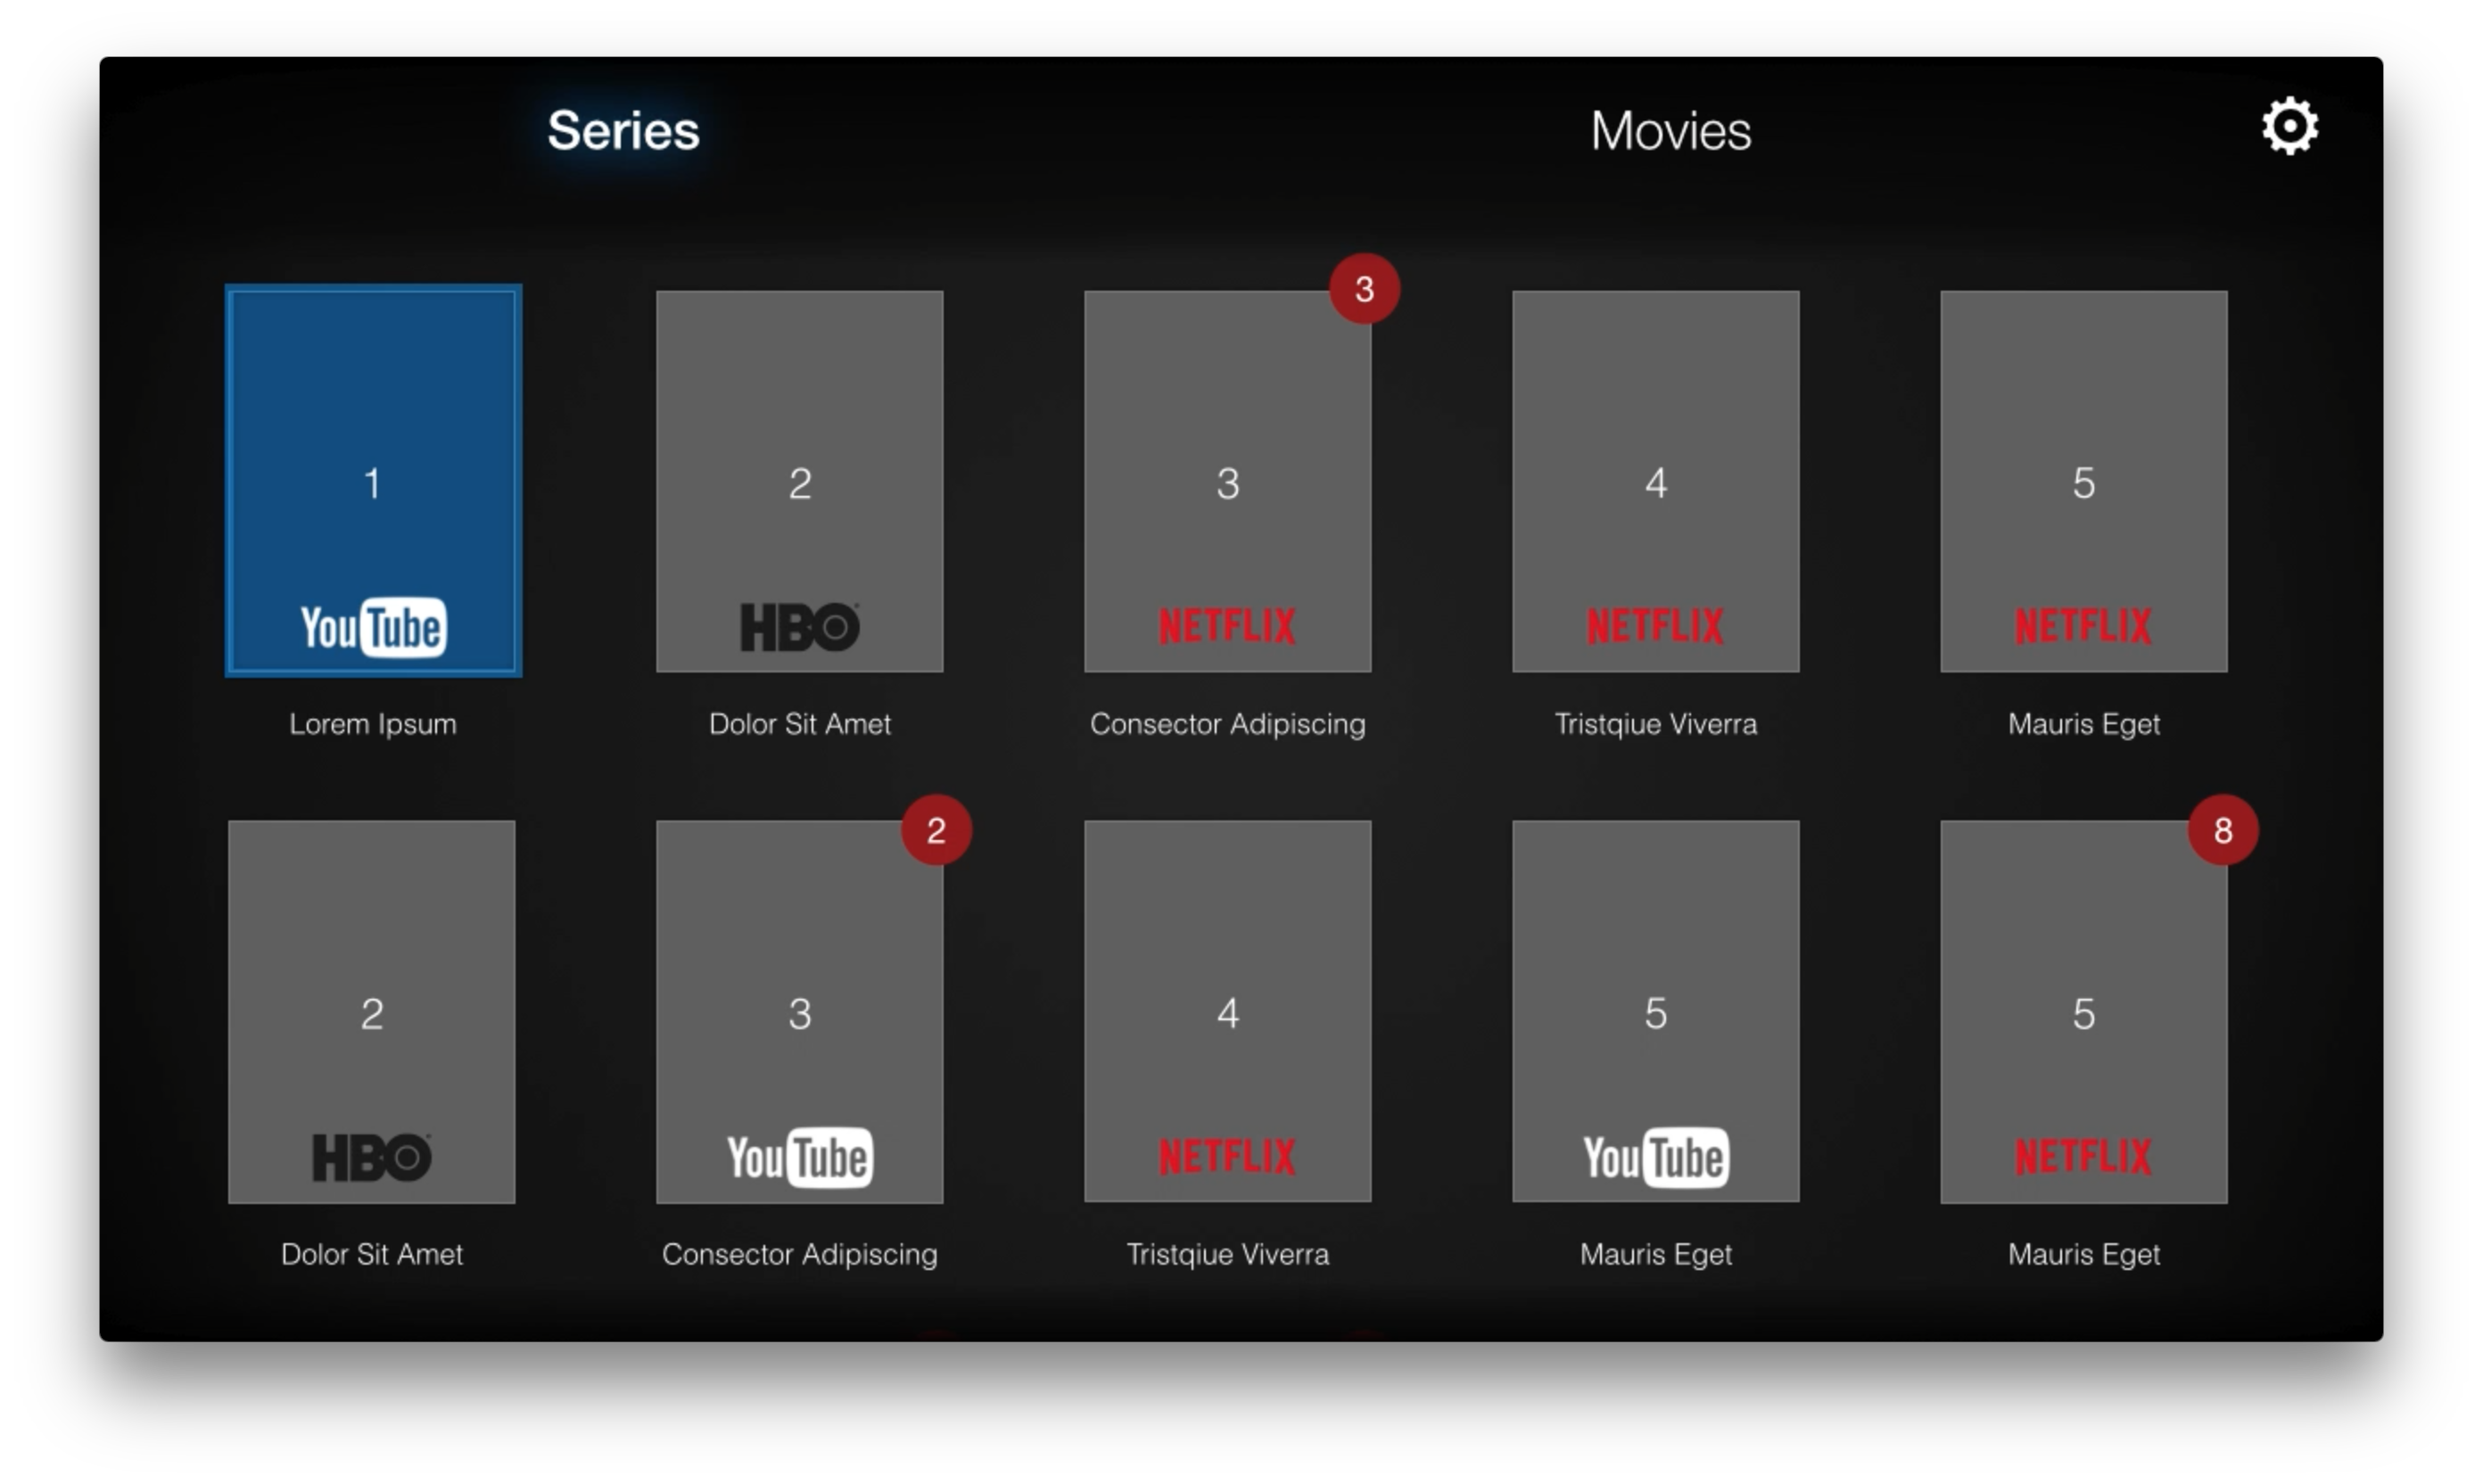 Series
Movies
3
1
2
3
4
5
YouTube
HBO
NETFLIX
NETFLIX
NETFLIX
Lorem Ipsum
Dolor Sit Amet
Consector Adipiscing
Tristqiue Viverra
Mauris Eget
2
8
2
3
4
5
5
HBO
YouTube
NETFLIX
YouTube
NETFLIX
Dolor Sit Amet
Consector Adipiscing
Tristqiue Viverra
Mauris Eget
Mauris Eget